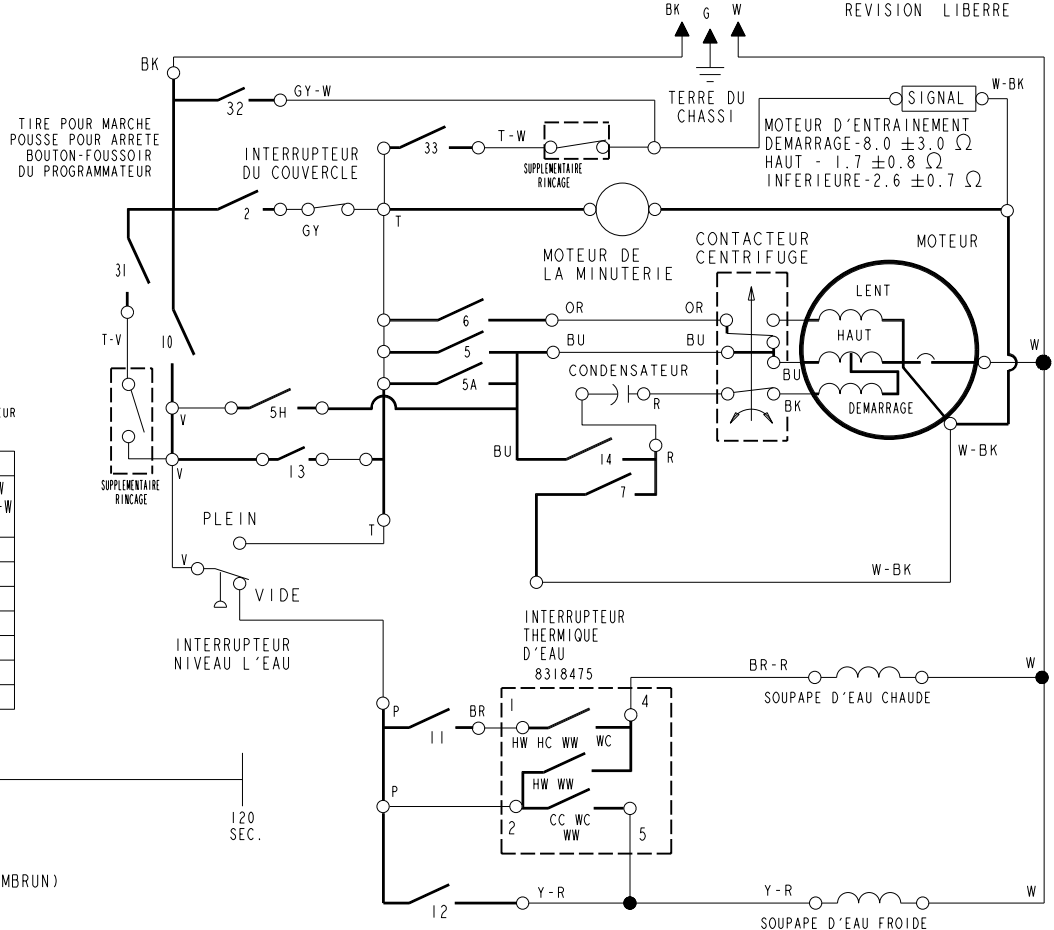 BK G W REVISION LIBERRE
BK
32 GY-W
TERRE DU
CHASSI
SIGNAL
W-BK
MOTEUR D'ENTRAINEMENT
DEMARRAGE-8.0 ±3.0 Ω
HAUT - 1.7 ±0.8 Ω
INFERIEURE-2.6 ±0.7 Ω
TIRE POUR MARCHE
POUSSE POUR ARRETE
BOUTON-FOUSSOIR
DU PROGRAMMATEUR
33 T-W
SUPPLEMENTAIRE
RINCAGE
INTERRUPTEUR
DU COUVERCLE
2
GY
T
MOTEUR DE
LA MINUTERIE
CONTACTEUR
CENTRIFUGE
MOTEUR
31
T-V
10
6 OR OR
LENT
5 BU BU
HAUT
BU
5A
CONDENSATEUR
R
BK
DEMARRAGE
W
5H
V
UR
BU
14
R
W-BK
13
V
7
SUPPLEMENTAIRE
RINCAGE
W
-W
PLEIN
T
V
VIDE
W-BK
INTERRUPTEUR
NIVEAU L'EAU
INTERRUPTEUR
THERMIQUE
D'EAU
8318475
BR-R W
SOUPAPE D'EAU CHAUDE
P
11
BR
1
4
HW HC WW WC
HW WW
P
2
CC WC
WW
5
120
SEC.
MBRUN)
12
Y-R Y-R W
SOUPAPE D'EAU FROIDE